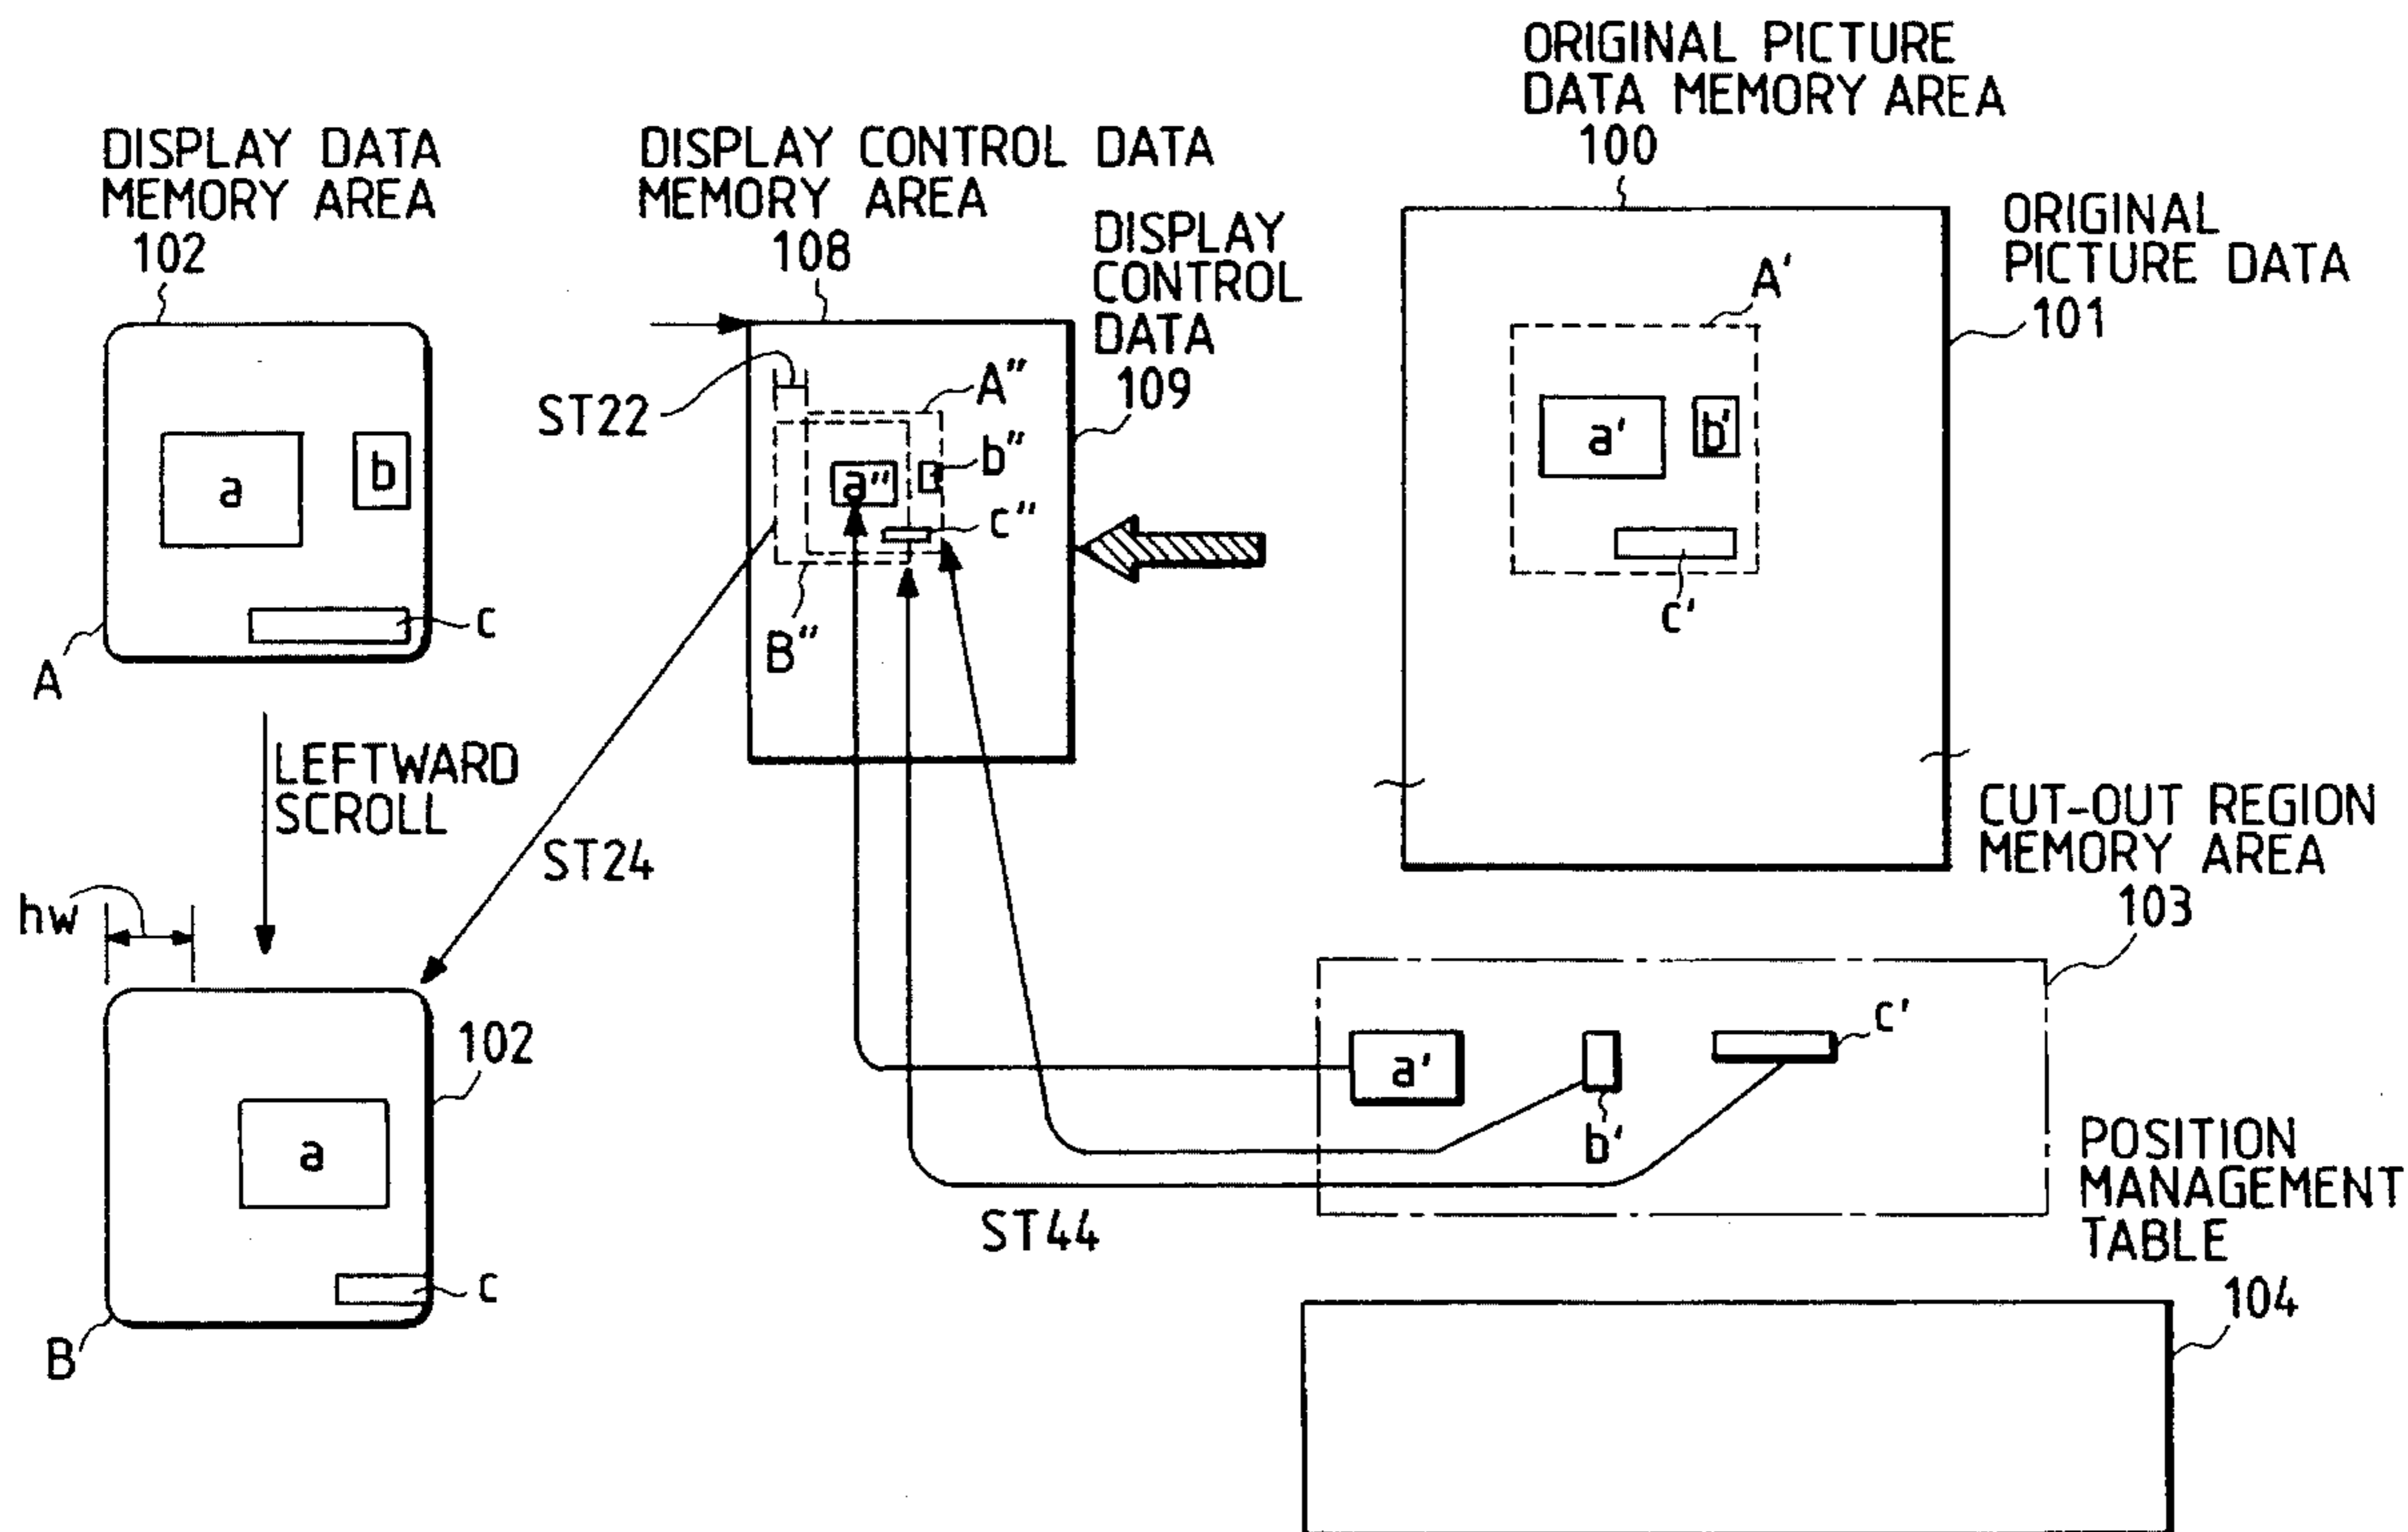 ORIGINAL PICTURE
DATA MEMORY AREA
100
DISPLAY DATA
MEMORY AREA
102
DISPLAY CONTROL DATA
MEMORY AREA
108
DISPLAY
CONTROL
DATA
109
ORIGINAL
PICTURE DATA
101
A'
ST22
A"
a
b
a"
b"
c"
a'
b'
c'
c
A
B"
LEFTWARD
SCROLL
ST24
CUT-OUT REGION
MEMORY AREA
103
hw
102
a'
b'
c'
a
c
B
ST44
POSITION
MANAGEMENT
TABLE
104